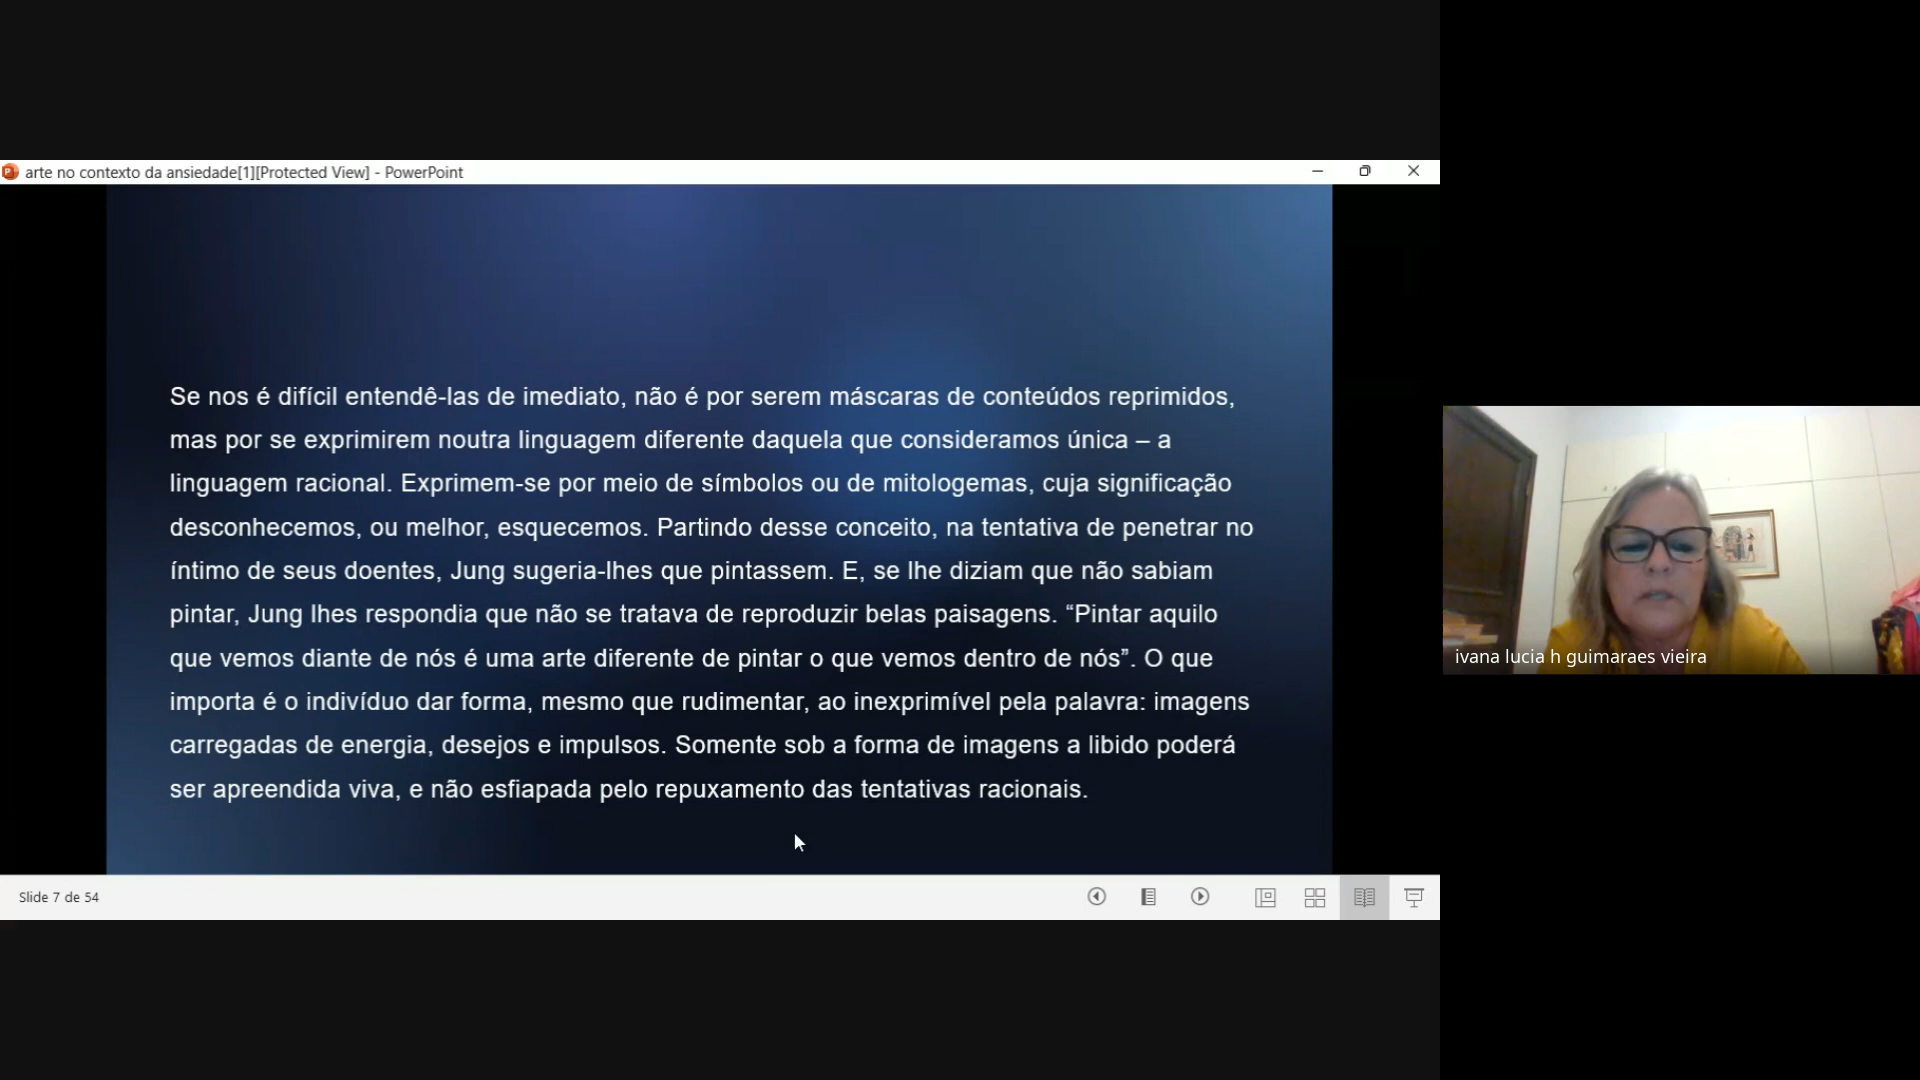 arte no contexto da ansiedade[1][Protected View] - PowerPoint
Se nos é difícil entendê-las de imediato, não é por serem máscaras de conteúdos reprimidos,
mas por se exprimirem noutra linguagem diferente daquela que consideramos única – a
linguagem racional. Exprimem-se por meio de símbolos ou de mitologemas, cuja significação
desconhecemos, ou melhor, esquecemos. Partindo desse conceito, na tentativa de penetrar no
íntimo de seus doentes, Jung sugeria-lhes que pintassem. E, se lhe diziam que não sabiam
pintar, Jung lhes respondia que não se tratava de reproduzir belas paisagens. “Pintar aquilo
que vemos diante de nós é uma arte diferente de pintar o que vemos dentro de nós”. O que
importa é o indivíduo dar forma, mesmo que rudimentar, ao inexprimível pela palavra: imagens
carregadas de energia, desejos e impulsos. Somente sob a forma de imagens a libido poderá
ser apreendida viva, e não esfiapada pelo repuxamento das tentativas racionais.
Slide 7 de 54
ivana lucia h guimaraes vieira